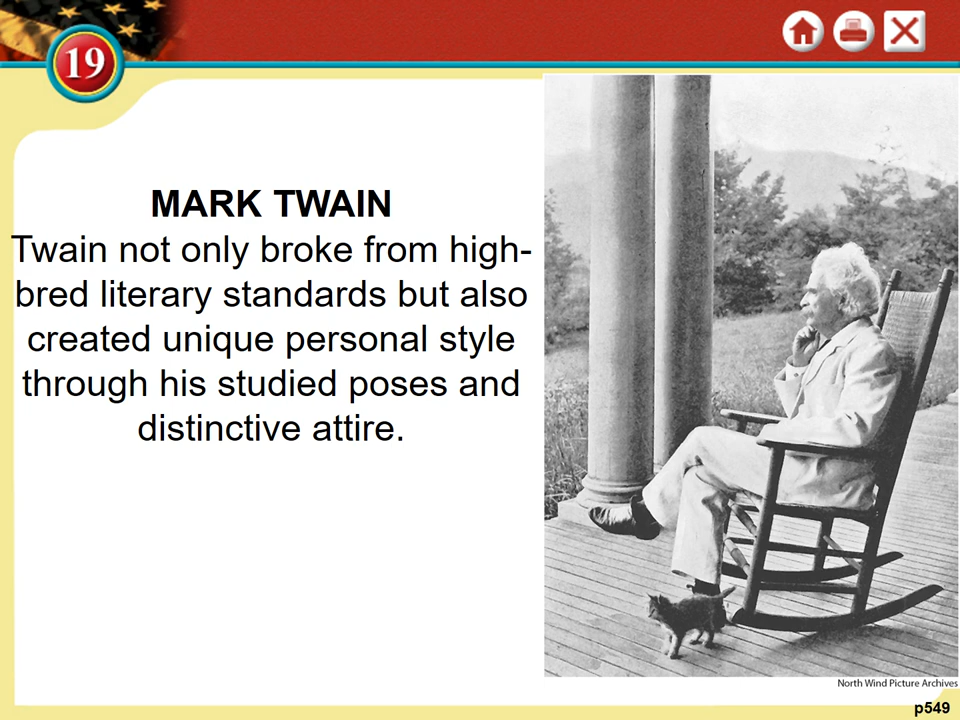 19
MARK TWAIN
Twain not only broke from high-
bred literary standards but also
created unique personal style
through his studied poses and
distinctive attire.
North Wind Picture Archives
p549